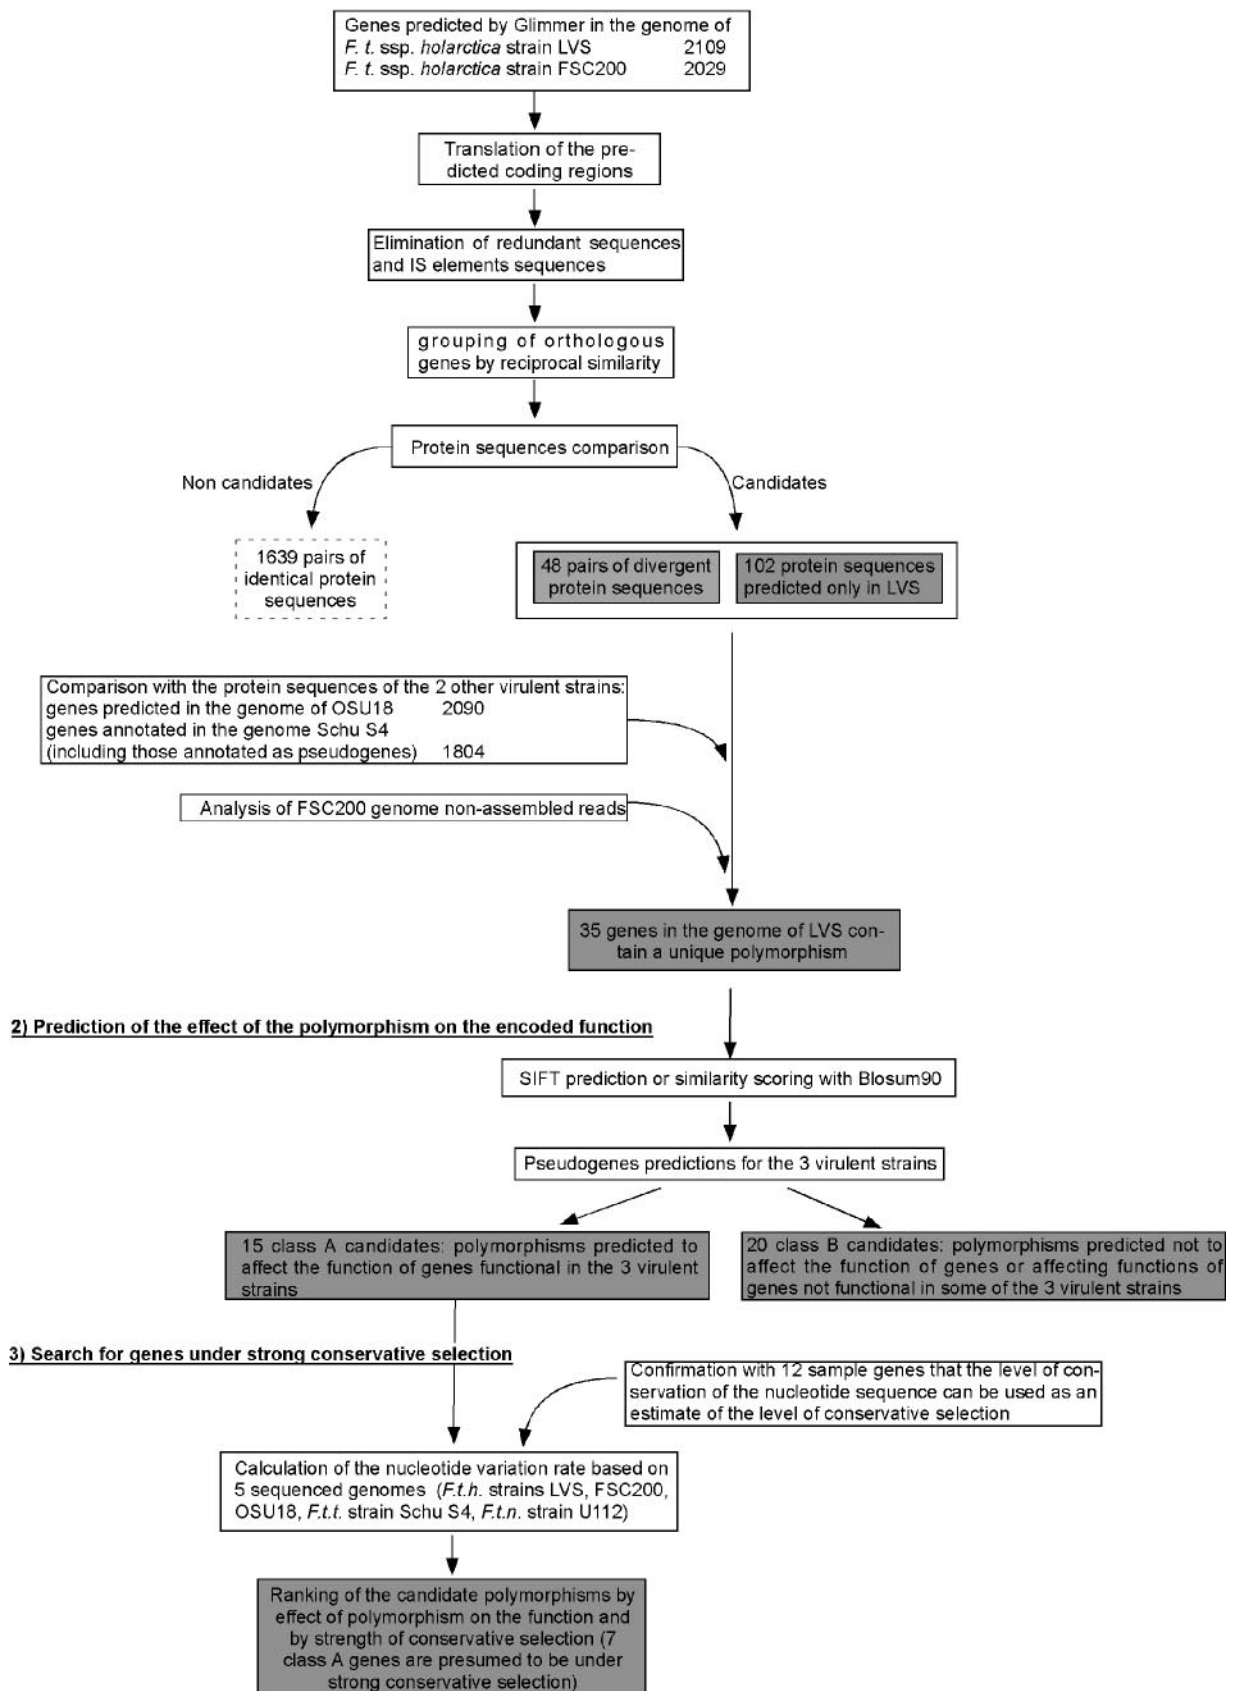 Genes predicted by Glimmer in the genome of
F. t. ssp. holarctica strain LVS 2109
F. t. ssp. holarctica strain FSC200 2029
Translation of the pre-
dicted coding regions
Elimination of redundant sequences
and IS elements sequences
grouping of orthologous
genes by reciprocal similarity
Protein sequences comparison
Non candidates
Candidates
1639 pairs of
identical protein
sequences
48 pairs of divergent
protein sequences
102 protein sequences
predicted only in LVS
Comparison with the protein sequences of the 2 other virulent strains:
genes predicted in the genome of OSU18 2090
genes annotated in the genome Schu S4
(including those annotated as pseudogenes) 1804
Analysis of FSC200 genome non-assembled reads
35 genes in the genome of LVS con-
tain a unique polymorphism
2) Prediction of the effect of the polymorphism on the encoded function
SIFT prediction or similarity scoring with Blosum90
Pseudogenes predictions for the 3 virulent strains
15 class A candidates: polymorphisms predicted to
affect the function of genes functional in the 3 virulent
strains
20 class B candidates: polymorphisms predicted not to
affect the function of genes or affecting functions of
genes not functional in some of the 3 virulent strains
3) Search for genes under strong conservative selection
Confirmation with 12 sample genes that the level of con-
servation of the nucleotide sequence can be used as an
estimate of the level of conservative selection
Calculation of the nucleotide variation rate based on
5 sequenced genomes (F.t.h. strains LVS, FSC200,
OSU18, F.t.t. strain Schu S4, F.t.n. strain U112)
Ranking of the candidate polymorphisms by
effect of polymorphism on the function and
by strength of conservative selection (7
class A genes are presumed to be under
strong conservative selection)